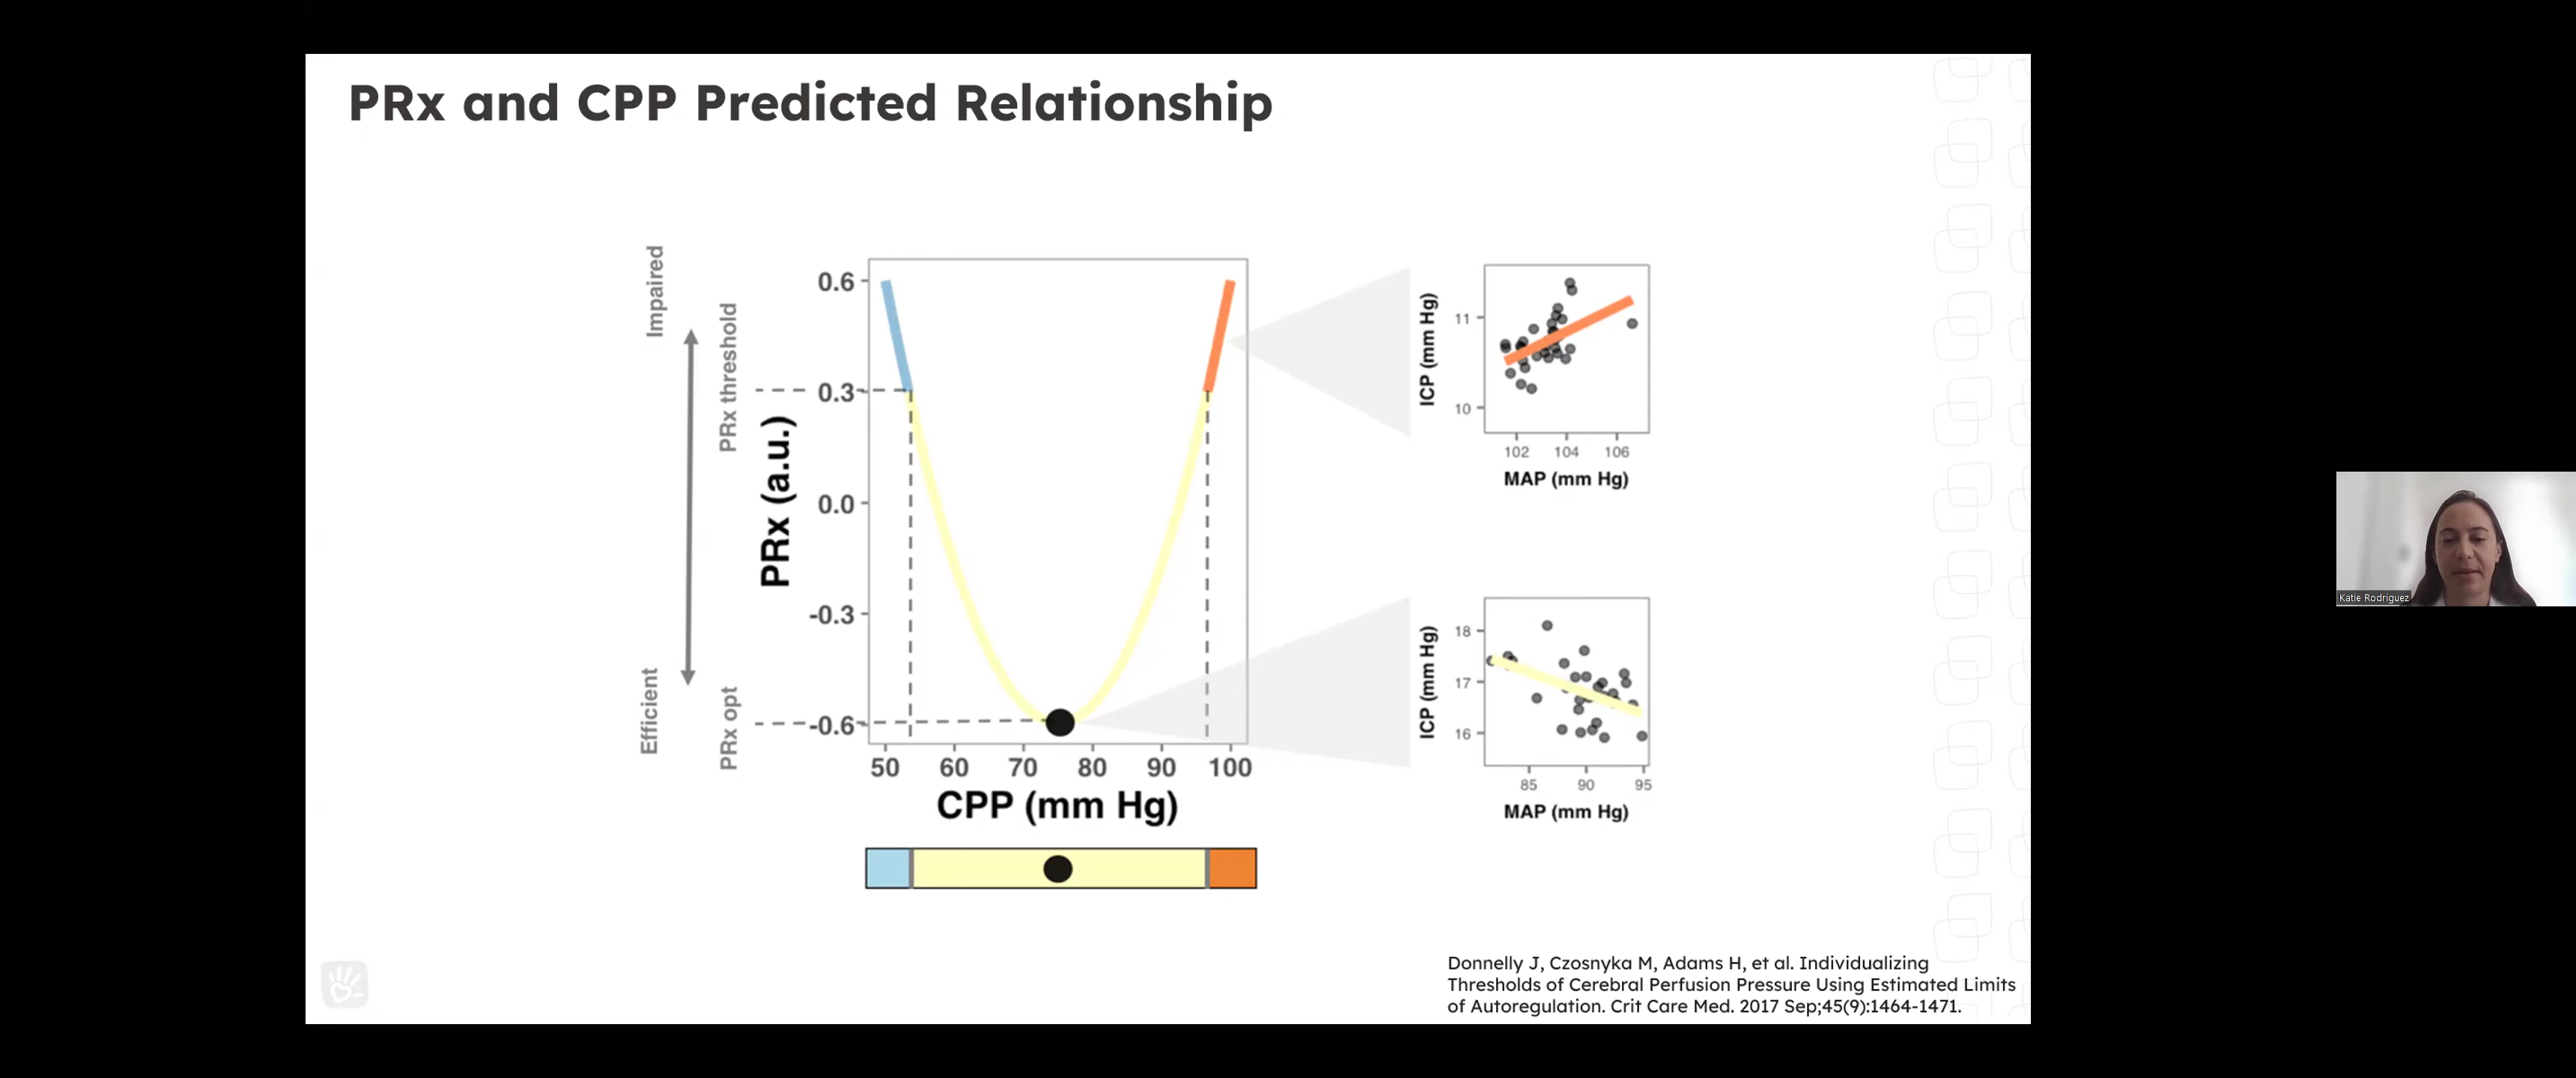 PRx and CPP Predicted Relationship
Impaired
Efficient
PRx threshold
PRx opt
PRx (a.u.)
0.6
0.3
0.0
-0.3
-0.6
50 60 70 80 90 100
CPP (mm Hg)
ICP (mm Hg)
11
10
102 104 106
MAP (mm Hg)
ICP (mm Hg)
18
17
16
85 90 95
MAP (mm Hg)
Donnelly J, Czosnyka M, Adams H, et al. Individualizing
Thresholds of Cerebral Perfusion Pressure Using Estimated Limits
of Autoregulation. Crit Care Med. 2017 Sep;45(9):1464-1471.
Katie Rodriguez